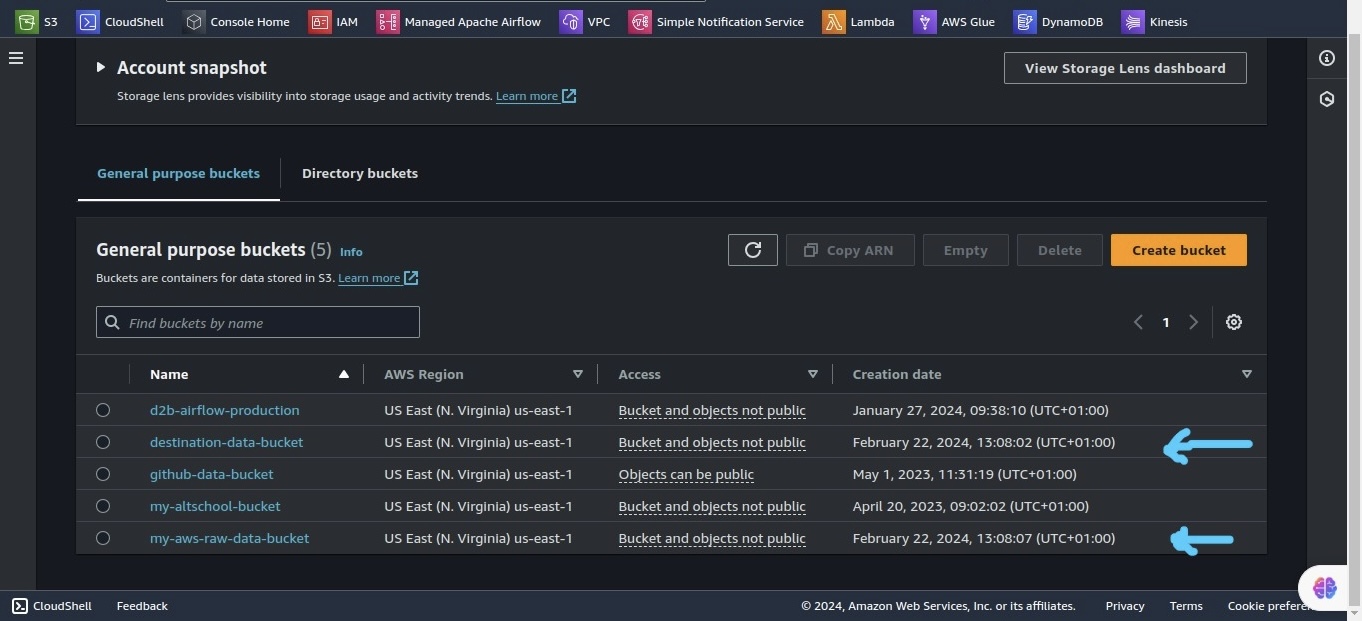 S3 CloudShell Console Home IAM Managed Apache Airflow VPC Simple Notification Service Lambda AWS Glue DynamoDB Kinesis
Account snapshot
View Storage Lens dashboard
Storage lens provides visibility into storage usage and activity trends. Learn more
General purpose buckets Directory buckets
General purpose buckets (5) Info
Copy ARN Empty Delete Create bucket
Buckets are containers for data stored in S3. Learn more
Find buckets by name
1
Name AWS Region Access Creation date
d2b-airflow-production US East (N. Virginia) us-east-1 Bucket and objects not public January 27, 2024, 09:38:10 (UTC+01:00)
destination-data-bucket US East (N. Virginia) us-east-1 Bucket and objects not public February 22, 2024, 13:08:02 (UTC+01:00)
github-data-bucket US East (N. Virginia) us-east-1 Objects can be public May 1, 2023, 11:31:19 (UTC+01:00)
my-altschool-bucket US East (N. Virginia) us-east-1 Bucket and objects not public April 20, 2023, 09:02:02 (UTC+01:00)
my-aws-raw-data-bucket US East (N. Virginia) us-east-1 Bucket and objects not public February 22, 2024, 13:08:07 (UTC+01:00)
CloudShell Feedback © 2024, Amazon Web Services, Inc. or its affiliates. Privacy Terms Cookie